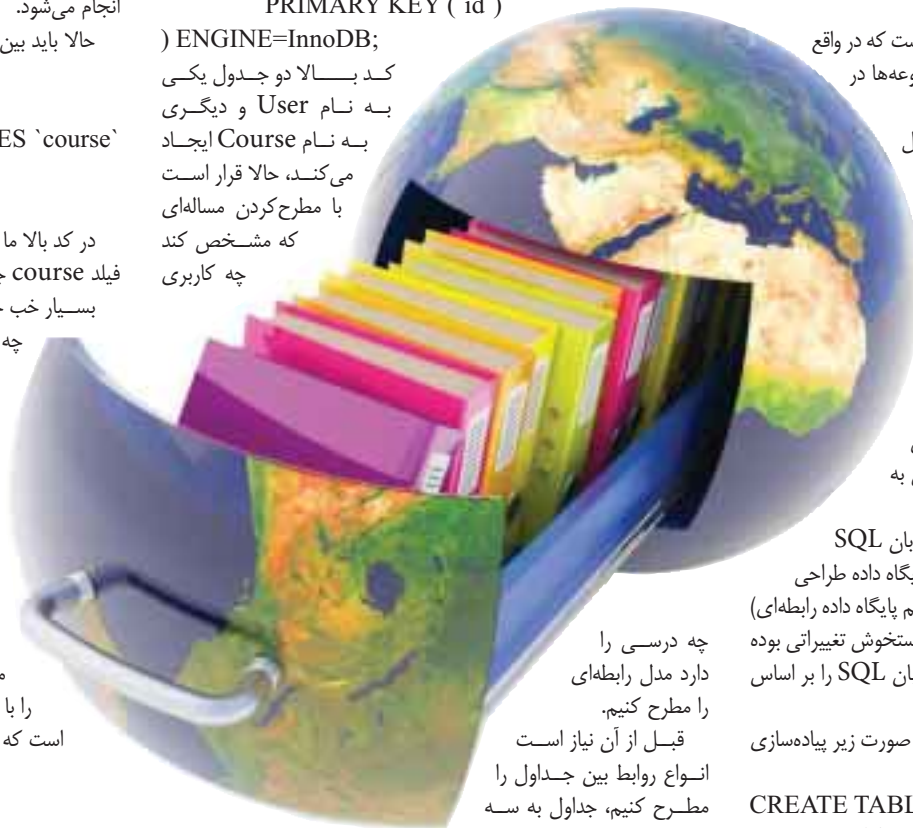 ست که در واقع
وعه‌ها در
ل
به
بان SQL
یگاه داده طراحی
م پایگاه داده رابطه‌ای)
ستخوش تغییراتی بوده
ان SQL را بر اساس
صورت زیر پیاده‌سازی
CREATE TABL
PRIMARY KEY (`id`)
) ENGINE=InnoDB;
کد بالا دو جدول یکی
به نام User و دیگری
به نام Course ایجاد
می‌کند، حالا قرار است
با مطرح‌کردن مساله‌ای
که مشخص کند
چه کاربری
چه درسی را
دارد مدل رابطه‌ای
را مطرح کنیم.
قبل از آن نیاز است
انواع روابط بین جداول را
مطرح کنیم، جداول به سه
انجام می‌شود.
حالا باید بین
ES `course`
در کد بالا ما
فیلد course
بسیار خب
چه
را با
است که